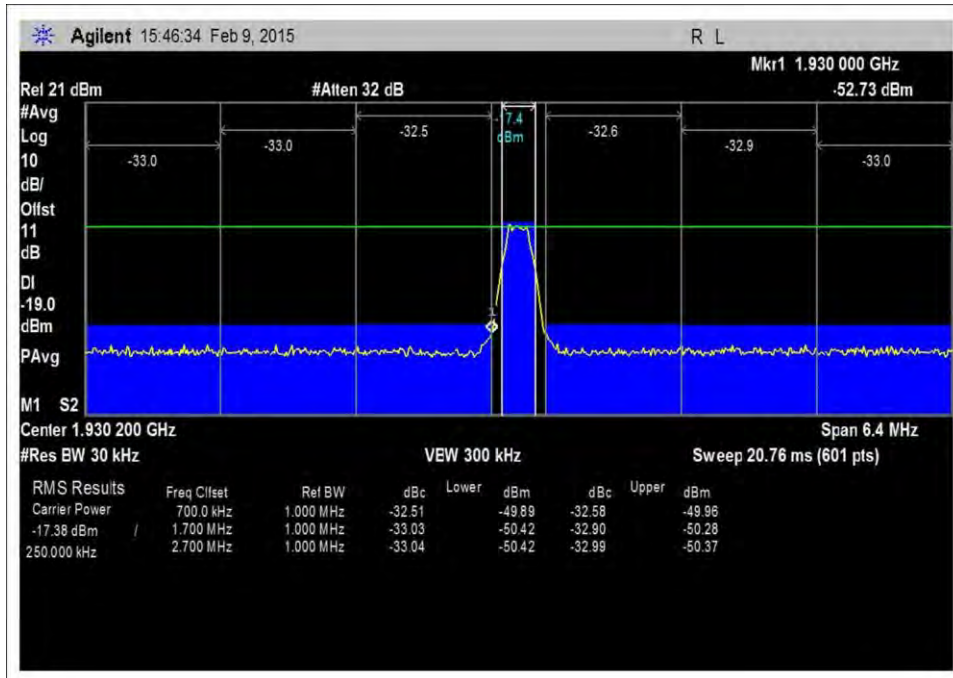 Agilent 15:46:34 Feb 9, 2015 R L
Mkr1 1.930 000 GHz
Rel 21 dBm #Atten 32 dB -52.73 dBm
#Avg
Log
10
dB/
Offst
11
dB
DI
-19.0
dBm
PAvg
M1 S2
7.4
dBm
-33.0 -33.0 -32.5 -32.6 -32.9 -33.0
1
Center 1.930 200 GHz Span 6.4 MHz
#Res BW 30 kHz VEW 300 kHz Sweep 20.76 ms (601 pts)
RMS Results Freq Clfset Ref BW dBc Lower dBm dBc Upper dBm
Carrier Power 700.0 kHz 1.000 MHz -32.51 -49.89 -32.58 -49.96
-17.38 dBm / 1.700 MHz 1.000 MHz -33.03 -50.42 -32.90 -50.28
250.000 kHz 2.700 MHz 1.000 MHz -33.04 -50.42 -32.99 -50.37